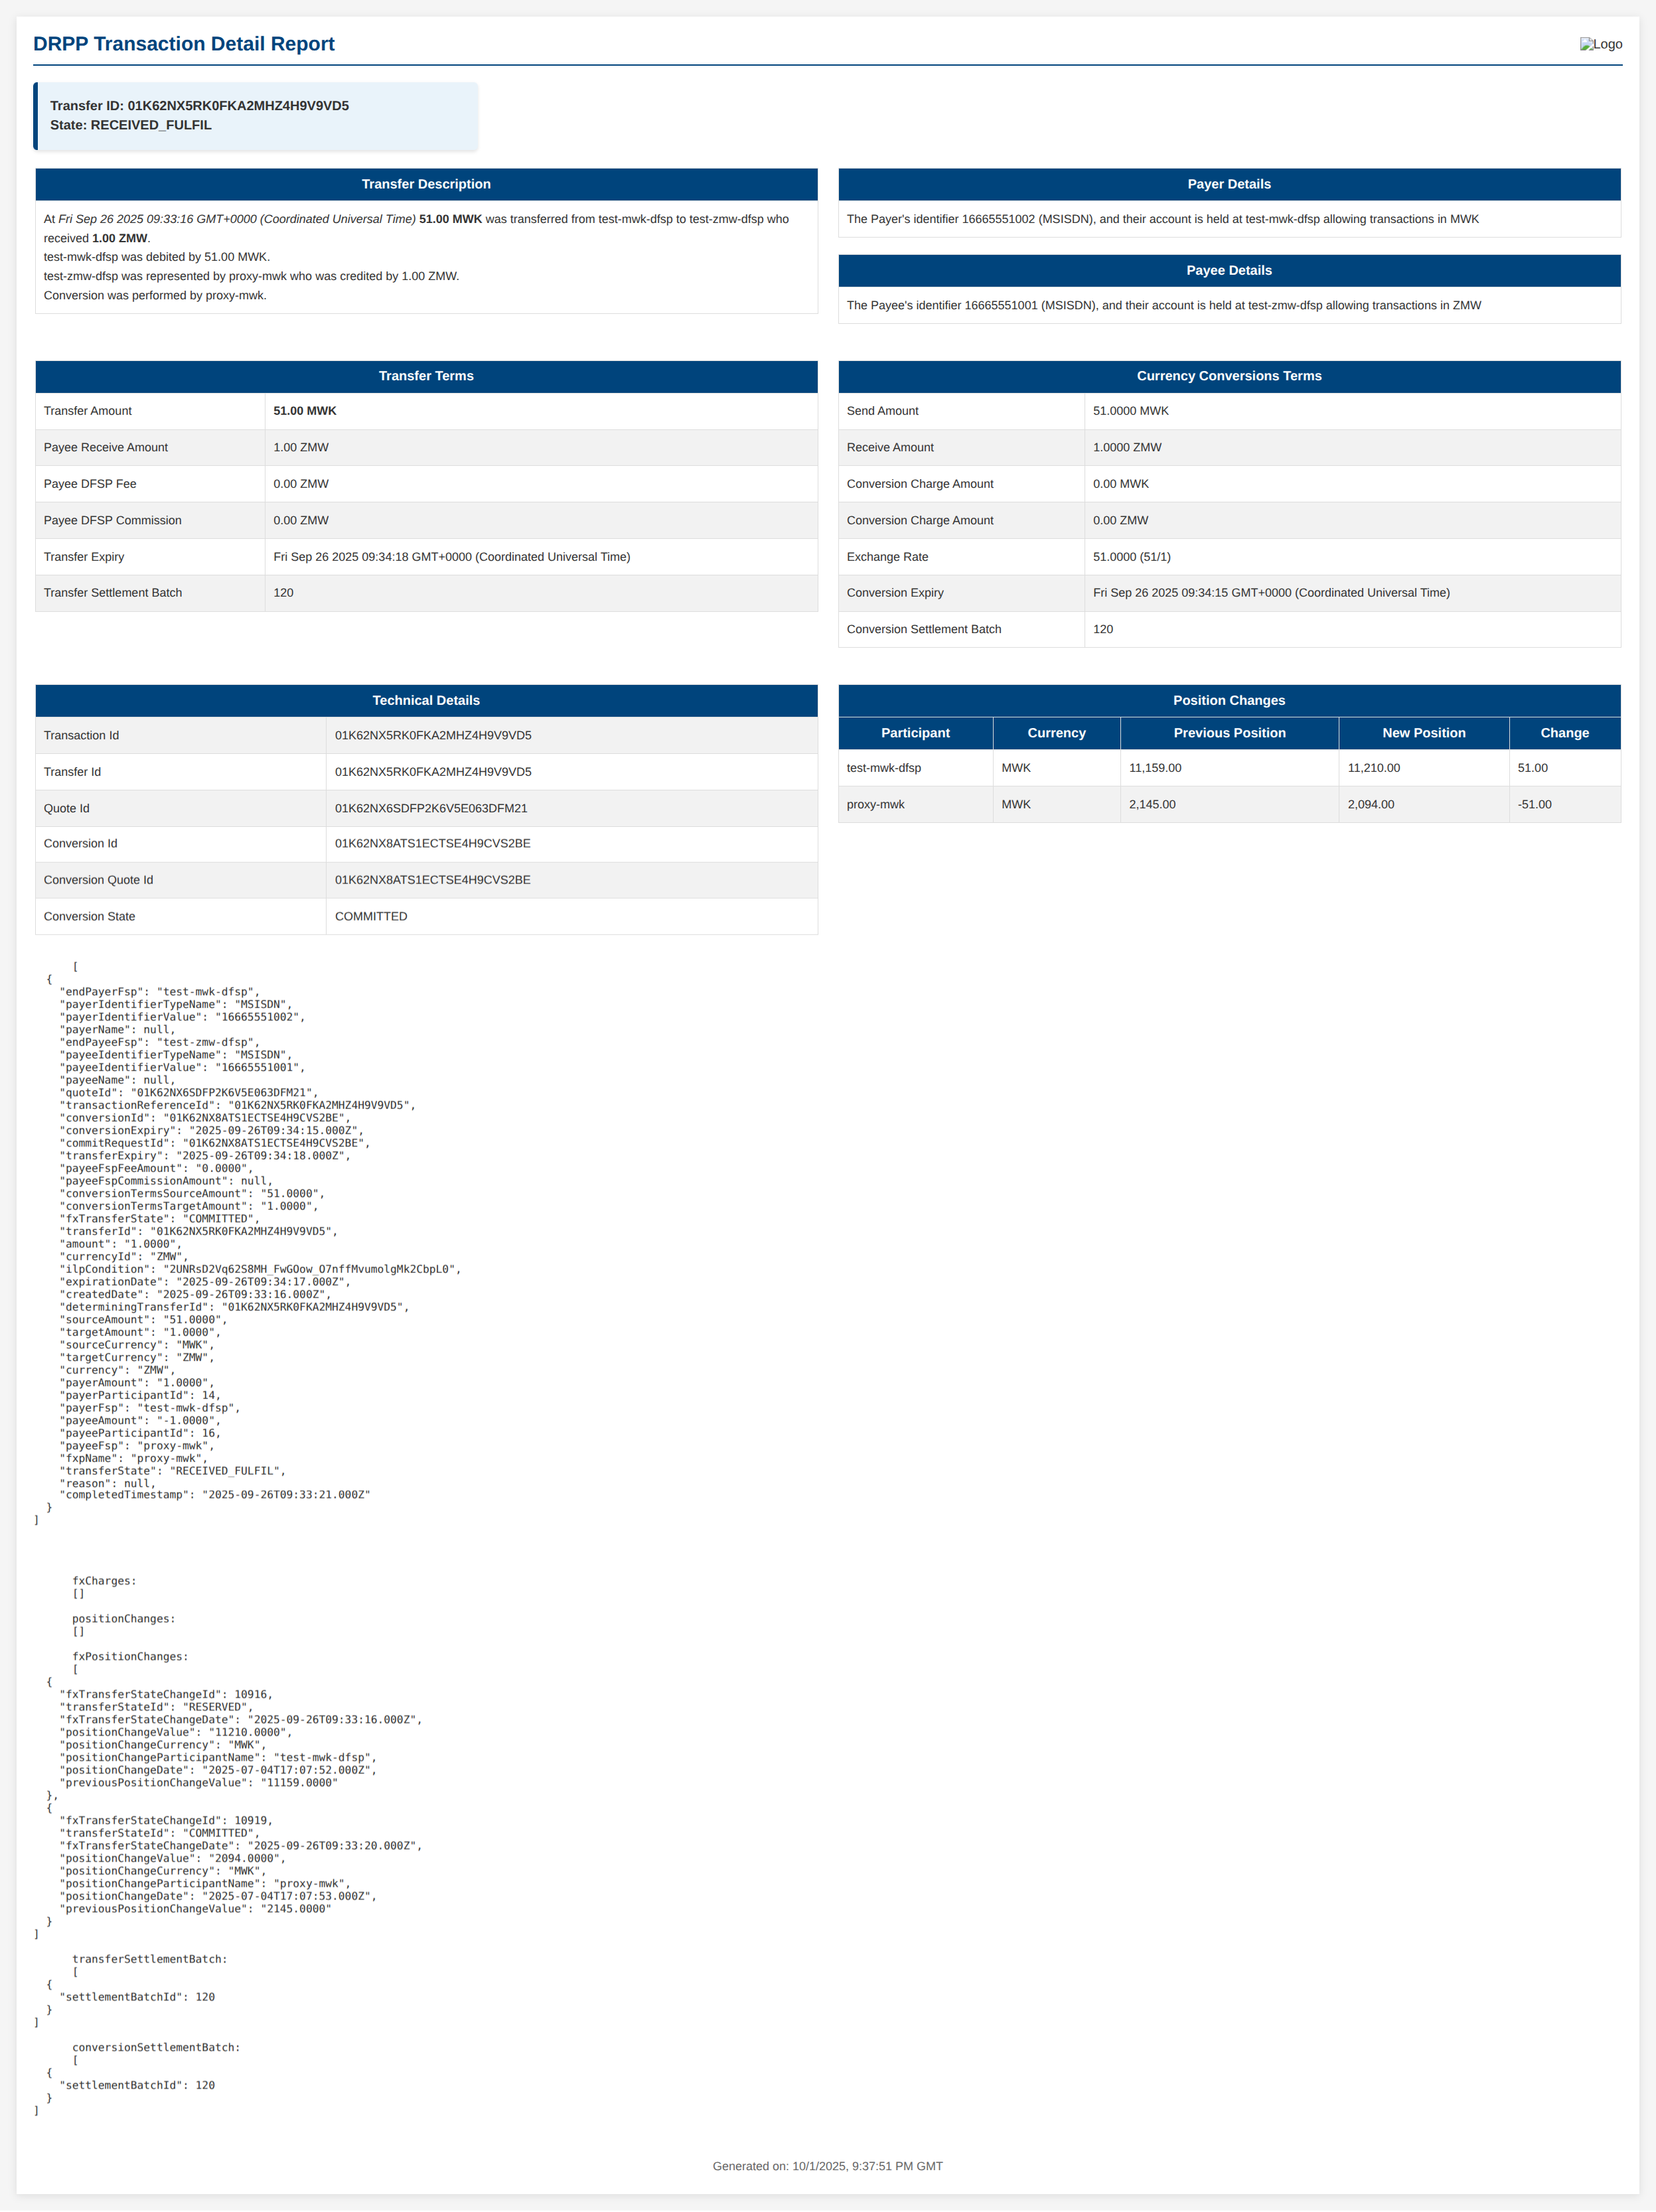 DRPP Transaction Detail Report
Logo
Transfer ID: 01K62NX5RK0FKA2MHZ4H9V9VD5
State: RECEIVED_FULFIL
Transfer Description
At Fri Sep 26 2025 09:33:16 GMT+0000 (Coordinated Universal Time) 51.00 MWK was transferred from test-mwk-dfsp to test-zmw-dfsp who
received 1.00 ZMW.
test-mwk-dfsp was debited by 51.00 MWK.
test-zmw-dfsp was represented by proxy-mwk who was credited by 1.00 ZMW.
Conversion was performed by proxy-mwk.
Payer Details
The Payer's identifier 16665551002 (MSISDN), and their account is held at test-mwk-dfsp allowing transactions in MWK
Payee Details
The Payee's identifier 16665551001 (MSISDN), and their account is held at test-zmw-dfsp allowing transactions in ZMW
Transfer Terms
Transfer Amount 51.00 MWK
Payee Receive Amount 1.00 ZMW
Payee DFSP Fee 0.00 ZMW
Payee DFSP Commission 0.00 ZMW
Transfer Expiry Fri Sep 26 2025 09:34:18 GMT+0000 (Coordinated Universal Time)
Transfer Settlement Batch 120
Currency Conversions Terms
Send Amount 51.0000 MWK
Receive Amount 1.0000 ZMW
Conversion Charge Amount 0.00 MWK
Conversion Charge Amount 0.00 ZMW
Exchange Rate 51.0000 (51/1)
Conversion Expiry Fri Sep 26 2025 09:34:15 GMT+0000 (Coordinated Universal Time)
Conversion Settlement Batch 120
Technical Details
Transaction Id 01K62NX5RK0FKA2MHZ4H9V9VD5
Transfer Id 01K62NX5RK0FKA2MHZ4H9V9VD5
Quote Id 01K62NX6SDFP2K6V5E063DFM21
Conversion Id 01K62NX8ATS1ECTSE4H9CVS2BE
Conversion Quote Id 01K62NX8ATS1ECTSE4H9CVS2BE
Conversion State COMMITTED
Position Changes
Participant Currency Previous Position New Position Change
test-mwk-dfsp MWK 11,159.00 11,210.00 51.00
proxy-mwk MWK 2,145.00 2,094.00 -51.00
[
{
"endPayerFsp": "test-mwk-dfsp",
"payerIdentifierTypeName": "MSISDN",
"payerIdentifierValue": "16665551002",
"payerName": null,
"endPayeeFsp": "test-zmw-dfsp",
"payeeIdentifierTypeName": "MSISDN",
"payeeIdentifierValue": "16665551001",
"payeeName": null,
"quoteId": "01K62NX6SDFP2K6V5E063DFM21",
"transactionReferenceId": "01K62NX5RK0FKA2MHZ4H9V9VD5",
"conversionId": "01K62NX8ATS1ECTSE4H9CVS2BE",
"conversionExpiry": "2025-09-26T09:34:15.000Z",
"commitRequestId": "01K62NX8ATS1ECTSE4H9CVS2BE",
"transferExpiry": "2025-09-26T09:34:18.000Z",
"payeeFspFeeAmount": "0.0000",
"payeeFspCommissionAmount": null,
"conversionTermsSourceAmount": "51.0000",
"conversionTermsTargetAmount": "1.0000",
"fxTransferState": "COMMITTED",
"transferId": "01K62NX5RK0FKA2MHZ4H9V9VD5",
"amount": "1.0000",
"currencyId": "ZMW",
"ilpCondition": "2UNRsD2Vq62S8MH_FwGOow_O7nffMvumolgMk2CbpL0",
"expirationDate": "2025-09-26T09:34:17.000Z",
"createdDate": "2025-09-26T09:33:16.000Z",
"determiningTransferId": "01K62NX5RK0FKA2MHZ4H9V9VD5",
"sourceAmount": "51.0000",
"targetAmount": "1.0000",
"sourceCurrency": "MWK",
"targetCurrency": "ZMW",
"currency": "ZMW",
"payerAmount": "1.0000",
"payerParticipantId": 14,
"payerFsp": "test-mwk-dfsp",
"payeeAmount": "-1.0000",
"payeeParticipantId": 16,
"payeeFsp": "proxy-mwk",
"fxpName": "proxy-mwk",
"transferState": "RECEIVED_FULFIL",
"reason": null,
"completedTimestamp": "2025-09-26T09:33:21.000Z"
}
]
fxCharges:
[]
positionChanges:
[]
fxPositionChanges:
[
{
"fxTransferStateChangeId": 10916,
"transferStateId": "RESERVED",
"fxTransferStateChangeDate": "2025-09-26T09:33:16.000Z",
"positionChangeValue": "11210.0000",
"positionChangeCurrency": "MWK",
"positionChangeParticipantName": "test-mwk-dfsp",
"positionChangeDate": "2025-07-04T17:07:52.000Z",
"previousPositionChangeValue": "11159.0000"
},
{
"fxTransferStateChangeId": 10919,
"transferStateId": "COMMITTED",
"fxTransferStateChangeDate": "2025-09-26T09:33:20.000Z",
"positionChangeValue": "2094.0000",
"positionChangeCurrency": "MWK",
"positionChangeParticipantName": "proxy-mwk",
"positionChangeDate": "2025-07-04T17:07:53.000Z",
"previousPositionChangeValue": "2145.0000"
}
]
transferSettlementBatch:
[
{
"settlementBatchId": 120
}
]
conversionSettlementBatch:
[
{
"settlementBatchId": 120
}
]
Generated on: 10/1/2025, 9:37:51 PM GMT